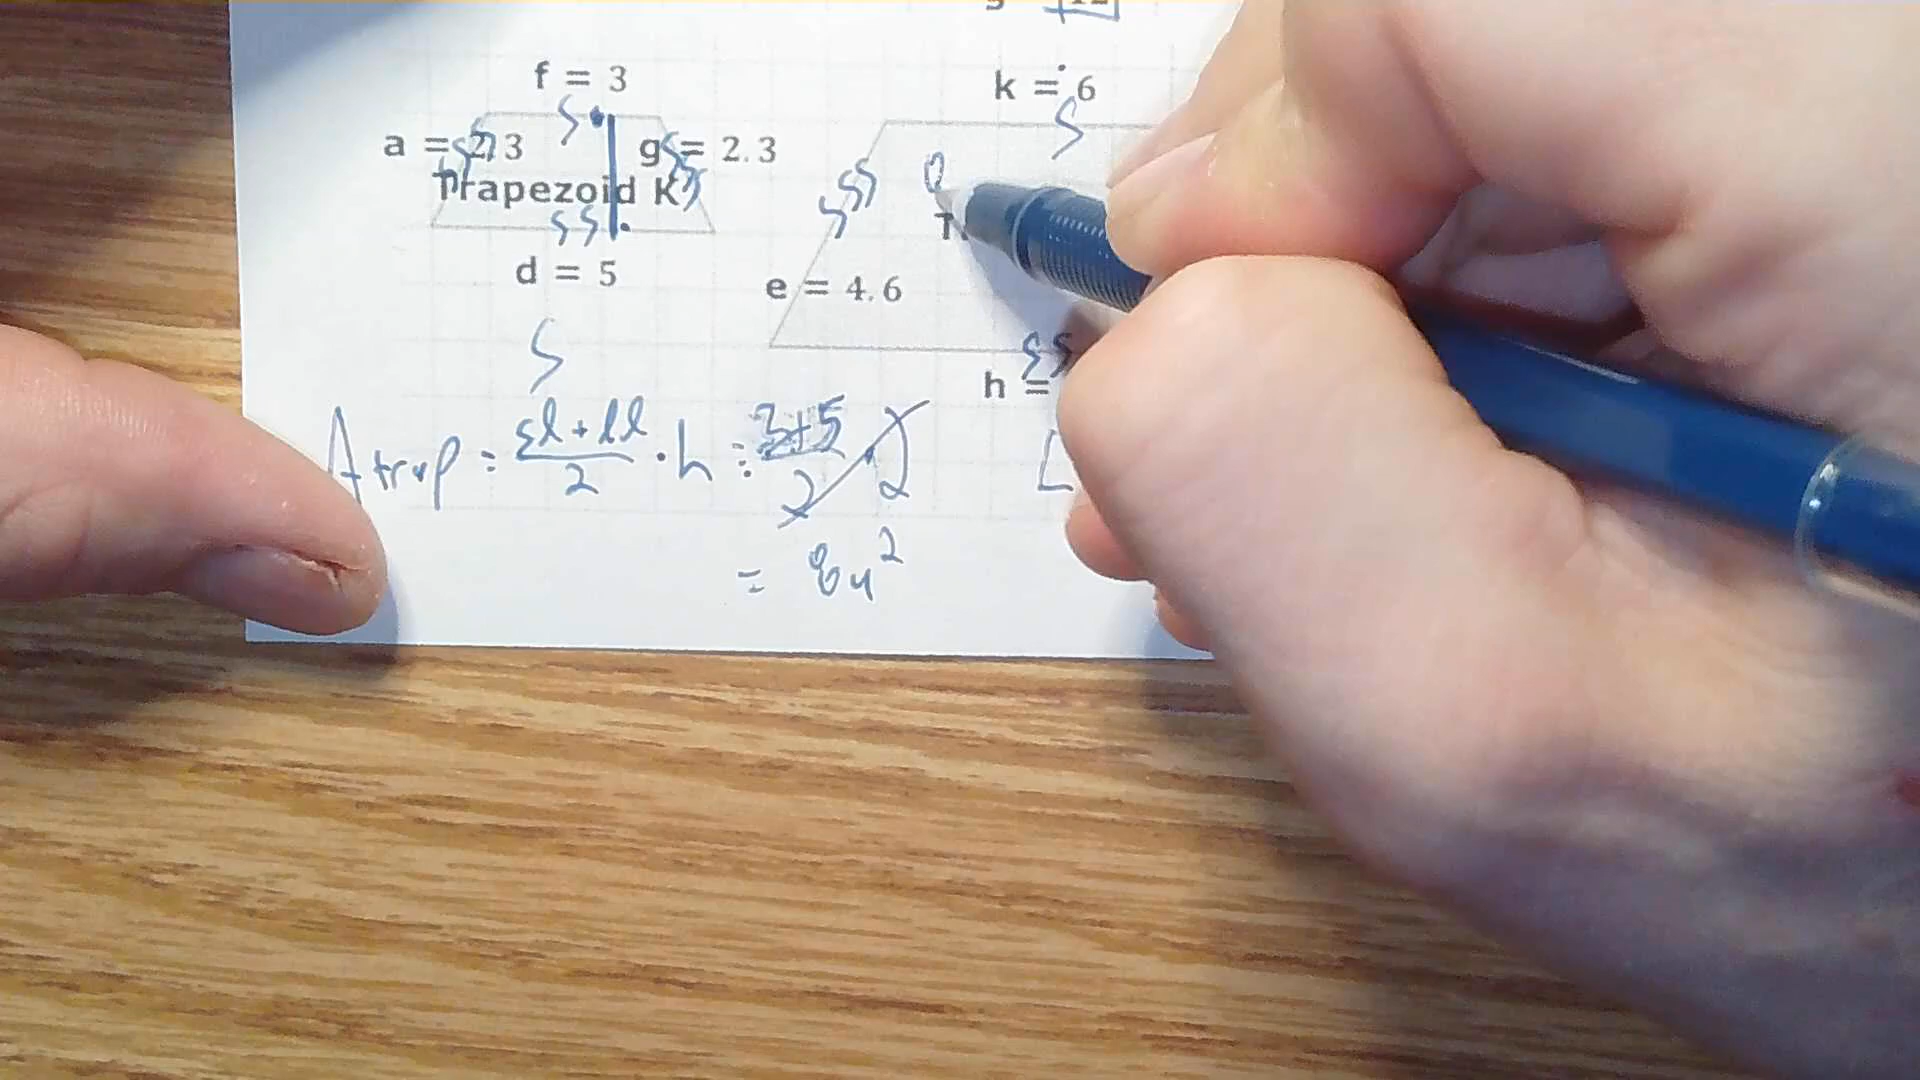 f = 3
k = 6
a = 2.3
g = 2.3
Trapezoid K
d = 5
e = 4.6
h =
A trap = sl + ll / 2 · h = 3+5 / 2 · 2
= 8u²